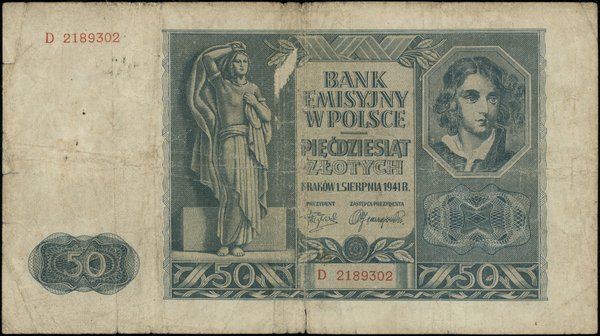 D 2189302
BANK
EMISYJNY
W POLSCE
PIĘĆDZIESIĄT
ZŁOTYCH
KRAKÓW 1. SIERPNIA 1941 R.
PREZYDENT ZASTĘPCA PREZYDENTA
50 50 D 2189302 50